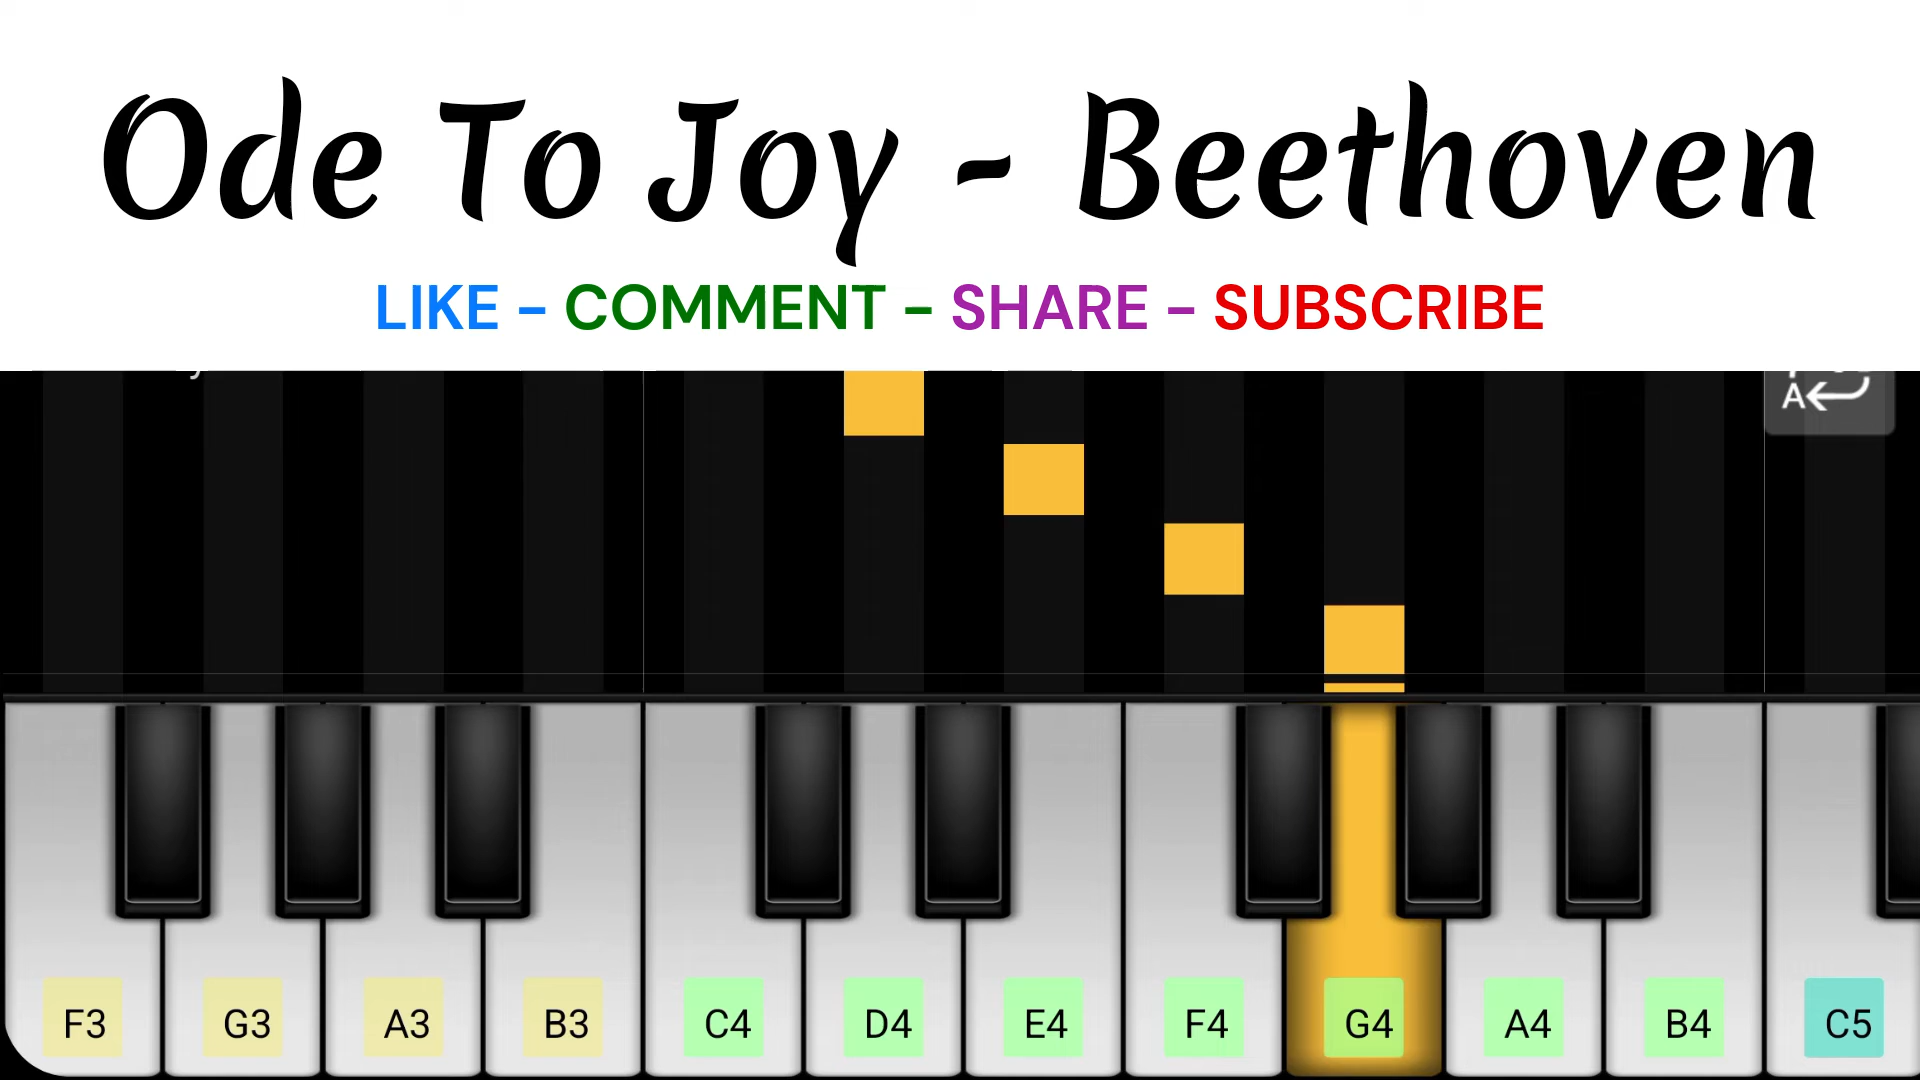 Ode To Joy - Beethoven
LIKE - COMMENT - SHARE - SUBSCRIBE
A
F3 G3 A3 B3 C4 D4 E4 F4 G4 A4 B4 C5